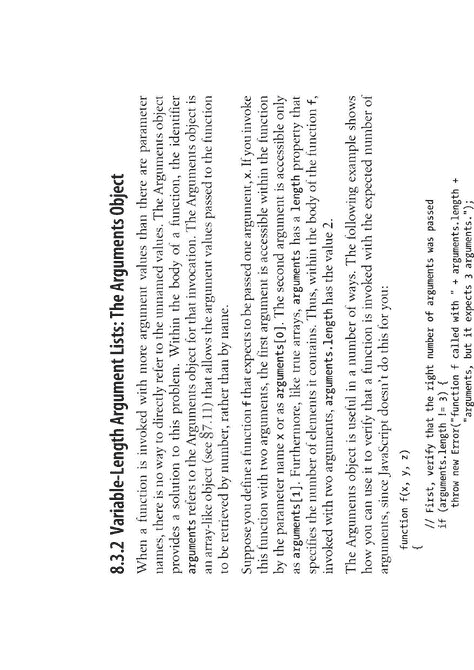 8.3.2 Variable-Length Argument Lists: The Arguments Object
When a function is invoked with more argument values than there are parameter
names, there is no way to directly refer to the unnamed values. The Arguments object
provides a solution to this problem. Within the body of a function, the identifier
arguments refers to the Arguments object for that invocation. The Arguments object is
an array-like object (see §7.11) that allows the argument values passed to the function
to be retrieved by number, rather than by name.
Suppose you define a function f that expects to be passed one argument, x. If you invoke
this function with two arguments, the first argument is accessible within the function
by the parameter name x or as arguments[0]. The second argument is accessible only
as arguments[1]. Furthermore, like true arrays, arguments has a length property that
specifies the number of elements it contains. Thus, within the body of the function f,
invoked with two arguments, arguments.length has the value 2.
The Arguments object is useful in a number of ways. The following example shows
how you can use it to verify that a function is invoked with the expected number of
arguments, since JavaScript doesn't do this for you:
function f(x, y, z)
{
// First, verify that the right number of arguments was passed
if (arguments.length != 3) {
throw new Error("function f called with " + arguments.length +
"arguments, but it expects 3 arguments.");